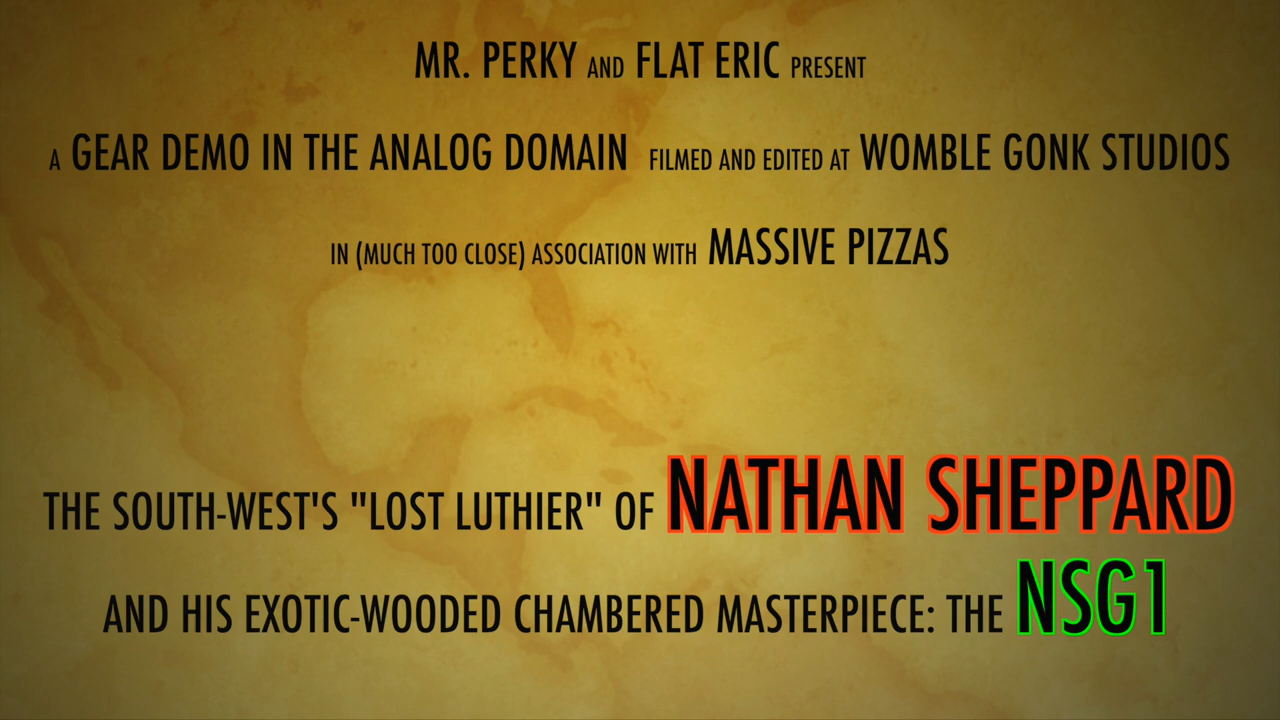 MR. PERKY AND FLAT ERIC PRESENT
A GEAR DEMO IN THE ANALOG DOMAIN FILMED AND EDITED AT WOMBLE GONK STUDIOS
IN (MUCH TOO CLOSE) ASSOCIATION WITH MASSIVE PIZZAS
THE SOUTH-WEST'S "LOST LUTHIER" OF NATHAN SHEPPARD
AND HIS EXOTIC-WOODED CHAMBERED MASTERPIECE: THE NSG1